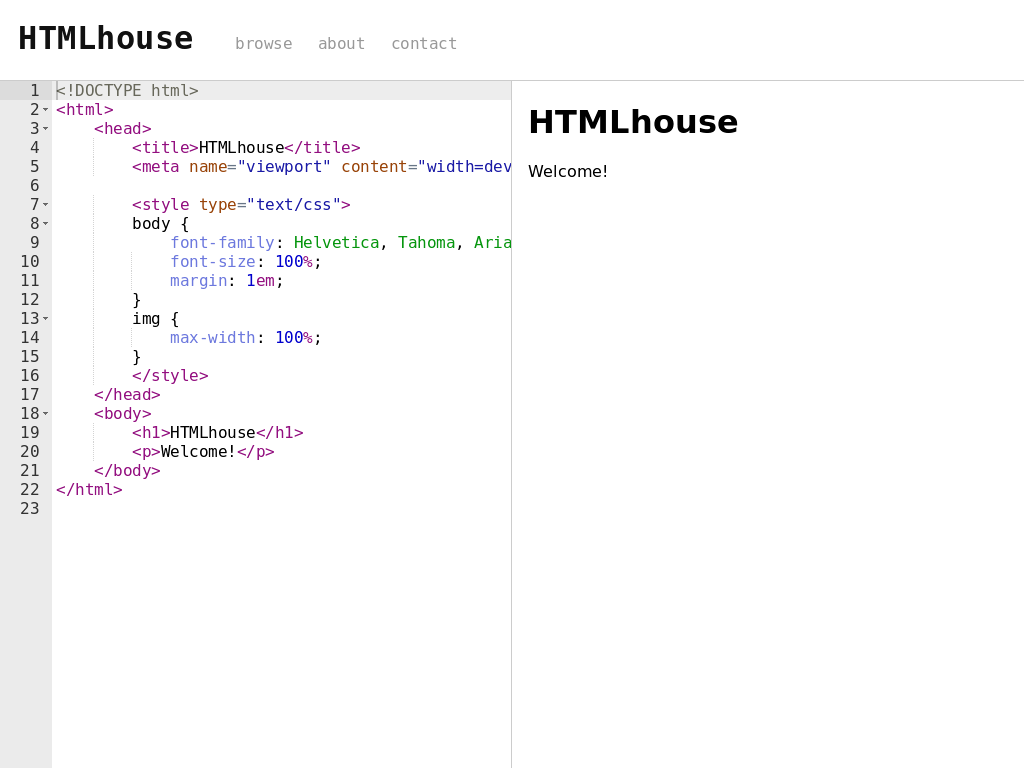 HTMLhouse browse about contact
1 <!DOCTYPE html>
2 <html>
3 <head>
4 <title>HTMLhouse</title>
5 <meta name="viewport" content="width=dev
6
7 <style type="text/css">
8 body {
9 font-family: Helvetica, Tahoma, Aria
10 font-size: 100%;
11 margin: 1em;
12 }
13 img {
14 max-width: 100%;
15 }
16 </style>
17 </head>
18 <body>
19 <h1>HTMLhouse</h1>
20 <p>Welcome!</p>
21 </body>
22 </html>
23
HTMLhouse
Welcome!